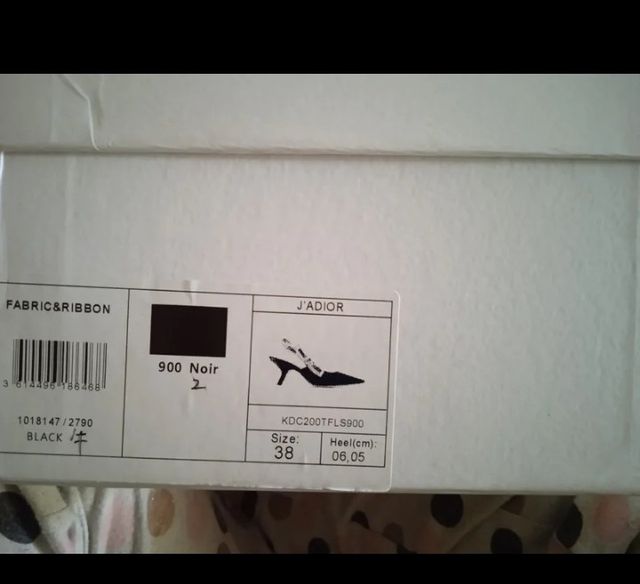 FABRIC&RIBBON
3 614496 186468
1018147/2790
BLACK
900 Noir
2
J'ADIOR
KDC200TFLS900
Size:
38
Heel(cm):
06,05